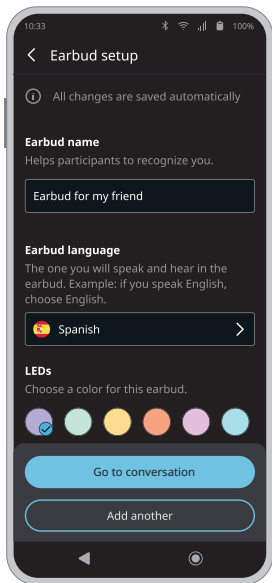 10:33
100%
Earbud setup
All changes are saved automatically
Earbud name
Helps participants to recognize you.
Earbud for my friend
Earbud language
The one you will speak and hear in the
earbud. Example: if you speak English,
choose English.
Spanish
LEDs
Choose a color for this earbud.
Go to conversation
Add another